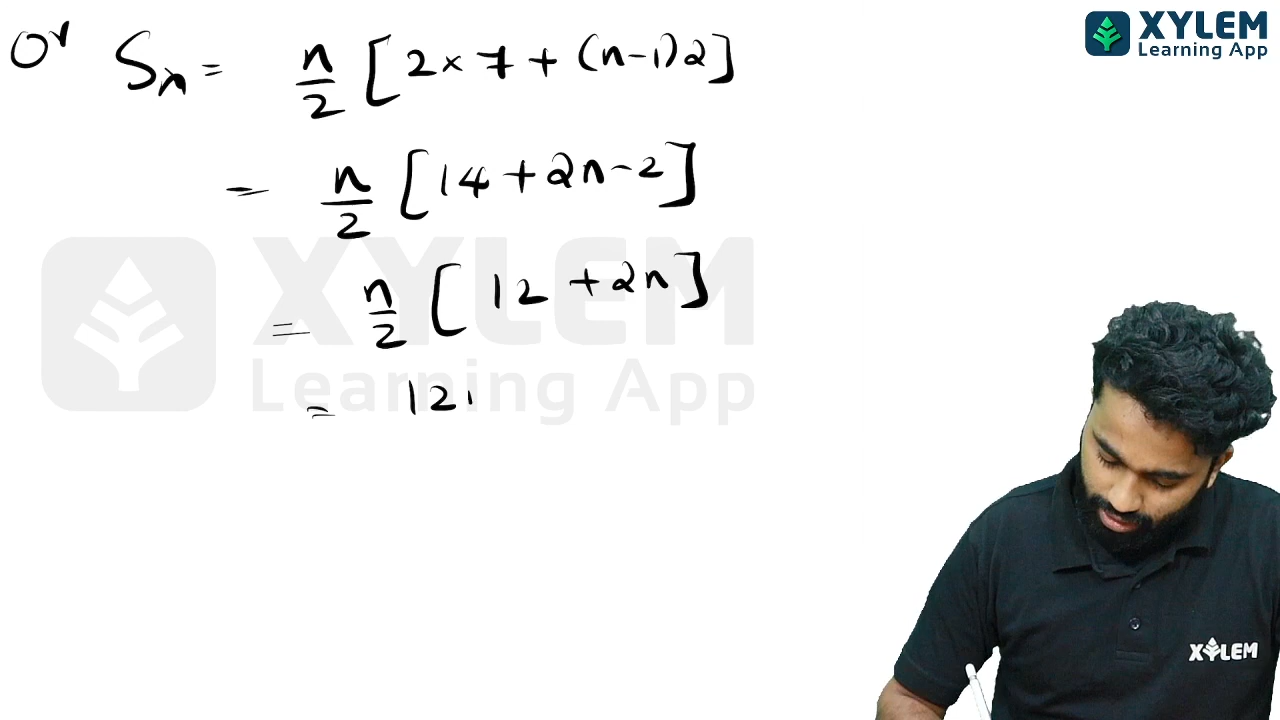 XYLEM
Learning App
Or Sₙ = n/2 [2 × 7 + (n-1)2]
= n/2 [14 + 2n-2]
= n/2 [12 + 2n]
= 12
XYLEM
Learning App
XYLEM